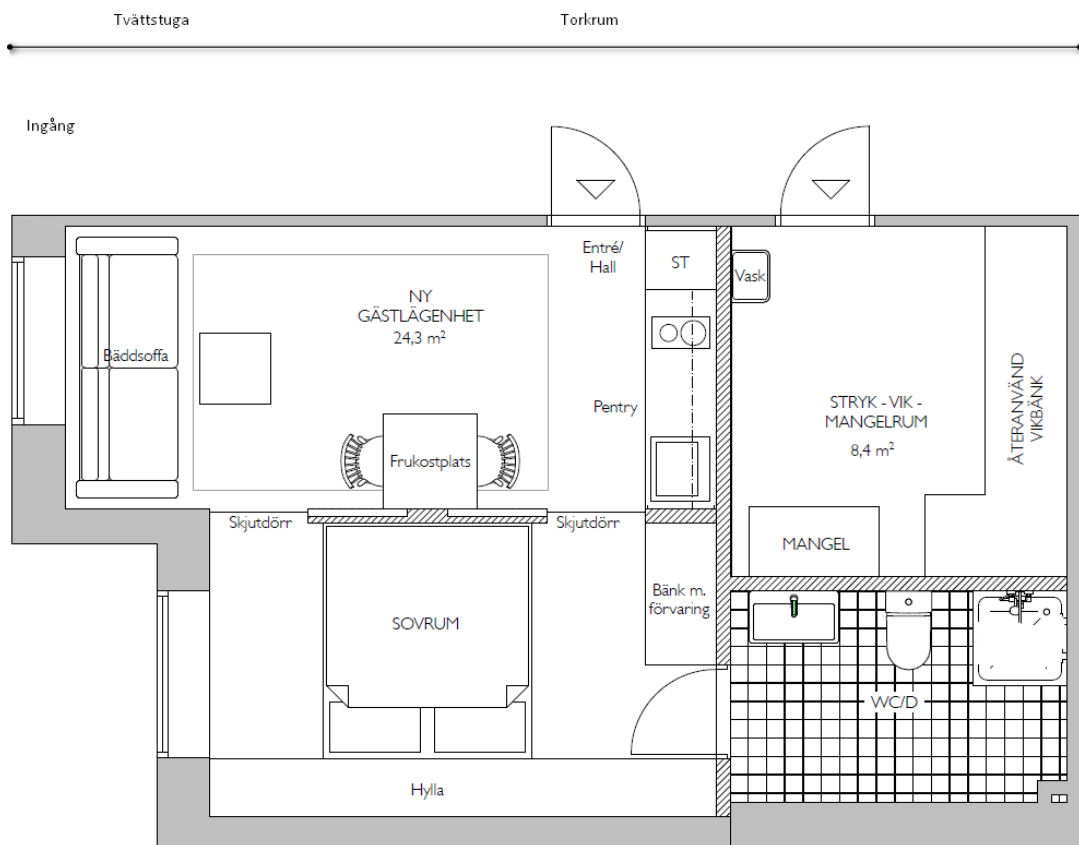 Tvättstuga
Torkrum
Ingång
Entré/
Hall
ST
Vask
NY
GÄSTLÄGENHET
24,3 m²
Bäddsoffa
Pentry
STRYK - VIK -
MANGELRUM
8,4 m²
ÅTERANVÄND
VIKBÄNK
Frukostplats
Skjutdörr
Skjutdörr
MANGEL
Bänk m.
förvaring
SOVRUM
WC/D
Hylla